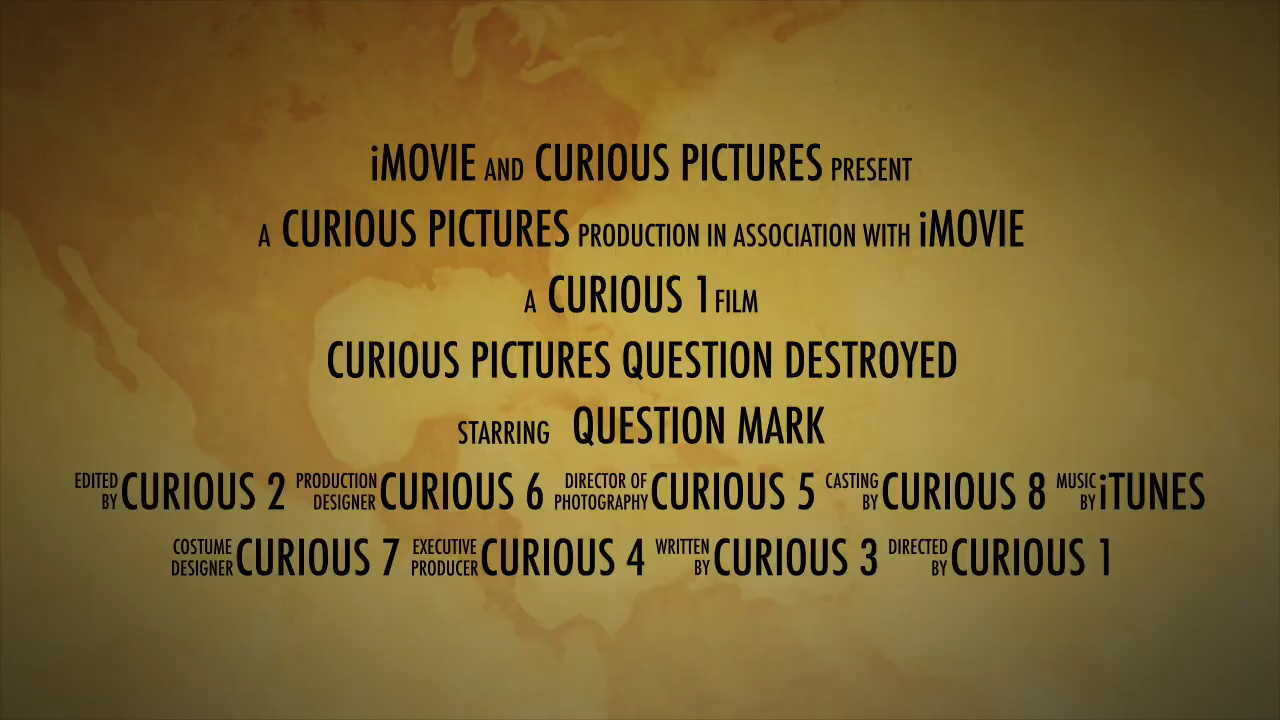 iMOVIE AND CURIOUS PICTURES PRESENT
A CURIOUS PICTURES PRODUCTION IN ASSOCIATION WITH iMOVIE
A CURIOUS 1 FILM
CURIOUS PICTURES QUESTION DESTROYED
STARRING QUESTION MARK
EDITED BY CURIOUS 2 PRODUCTION DESIGNER CURIOUS 6 DIRECTOR OF PHOTOGRAPHY CURIOUS 5 CASTING BY CURIOUS 8 MUSIC BY iTUNES
COSTUME DESIGNER CURIOUS 7 EXECUTIVE PRODUCER CURIOUS 4 WRITTEN BY CURIOUS 3 DIRECTED BY CURIOUS 1